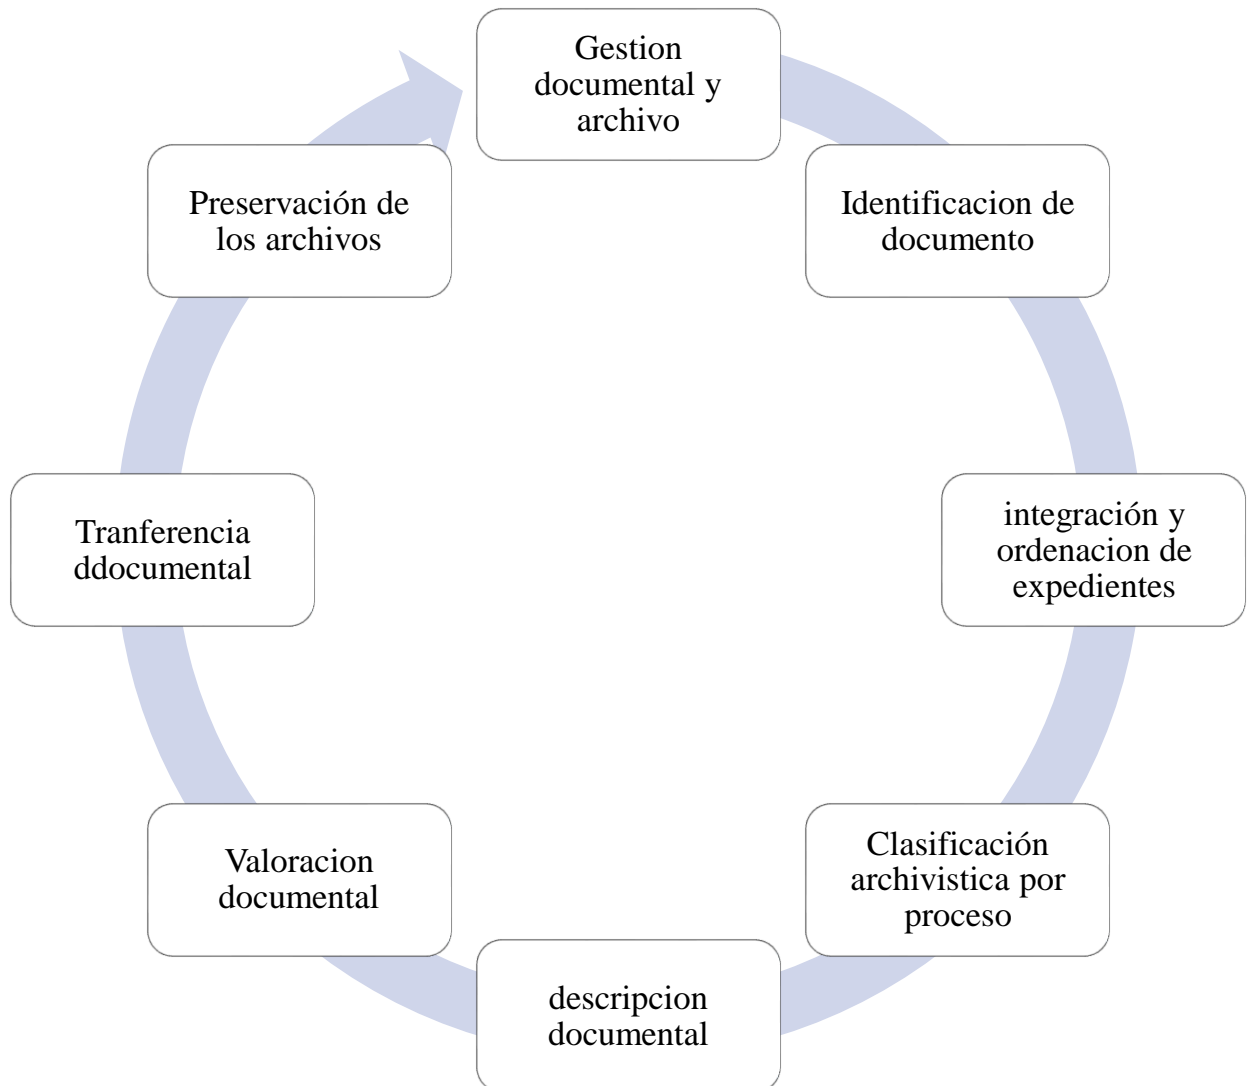 Gestion
documental y
archivo
Identificacion de
documento
integración y
ordenacion de
expedientes
Clasificación
archivistica por
proceso
descripcion
documental
Valoracion
documental
Tranferencia
ddocumental
Preservación de
los archivos